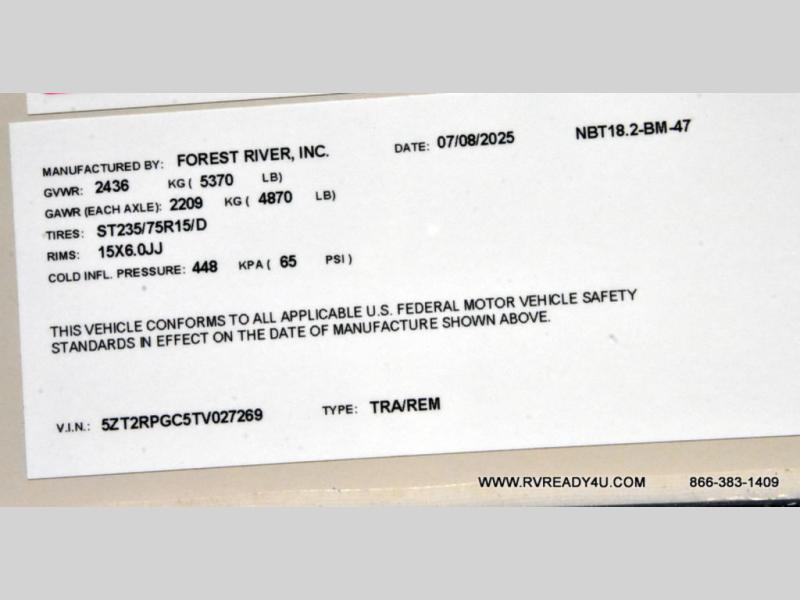 MANUFACTURED BY: FOREST RIVER, INC. DATE: 07/08/2025 NBT18.2-BM-47
GVWR: 2436 KG ( 5370 LB)
GAWR (EACH AXLE): 2209 KG ( 4870 LB)
TIRES: ST235/75R15/D
RIMS: 15X6.0JJ
COLD INFL. PRESSURE: 448 KPA ( 65 PSI )
THIS VEHICLE CONFORMS TO ALL APPLICABLE U.S. FEDERAL MOTOR VEHICLE SAFETY
STANDARDS IN EFFECT ON THE DATE OF MANUFACTURE SHOWN ABOVE.
V.I.N.: 5ZT2RPGC5TV027269 TYPE: TRA/REM
WWW.RVREADY4U.COM 866-383-1409